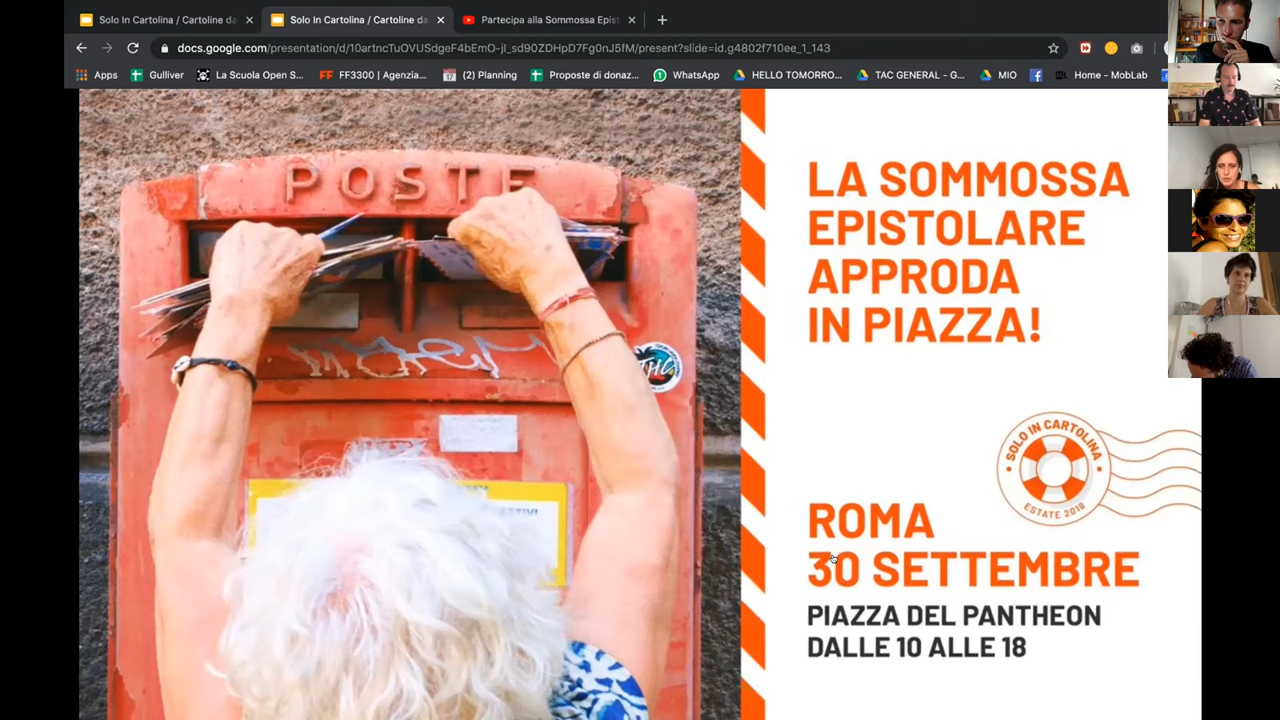 Solo In Cartolina / Cartoline da
Solo In Cartolina / Cartoline da
Partecipa alla Sommossa Epist
docs.google.com/presentation/d/10artncTuOVUSdgeF4bEmO-jl_sd90ZDHpD7Fg0nJ5fM/present?slide=id.g4802f710ee_1_143
Apps
Gulliver
La Scuola Open S...
FF3300 | Agenzia...
(2) Planning
Proposte di donaz...
WhatsApp
HELLO TOMORRO...
TAC GENERAL - G...
MIO
Home - MobLab
POSTE
THC
LA SOMMOSSA
EPISTOLARE
APPRODA
IN PIAZZA!
SOLO IN CARTOLINA
ESTATE 2018
ROMA
30 SETTEMBRE
PIAZZA DEL PANTHEON
DALLE 10 ALLE 18